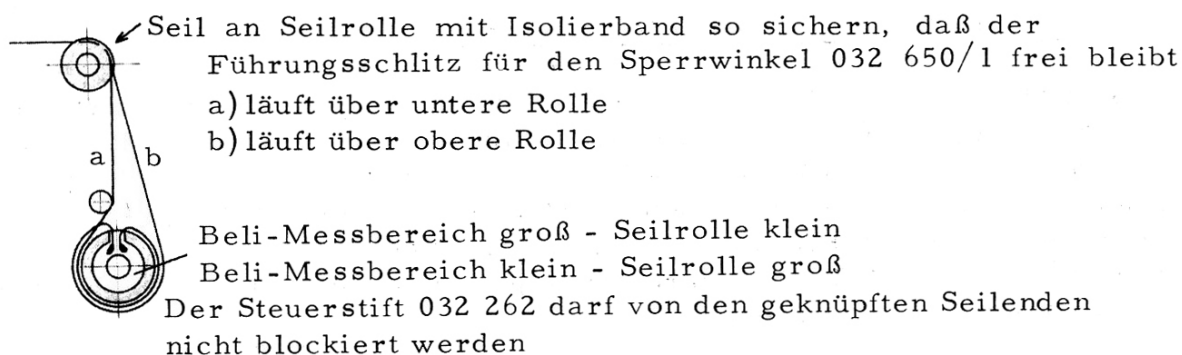 Seil an Seilrolle mit Isolierband so sichern, daß der
Führungsschlitz für den Sperrwinkel 032 650/1 frei bleibt
a) läuft über untere Rolle
b) läuft über obere Rolle
a
b
Beli-Messbereich groß - Seilrolle klein
Beli-Messbereich klein - Seilrolle groß
Der Steuerstift 032 262 darf von den geknüpften Seilenden
nicht blockiert werden